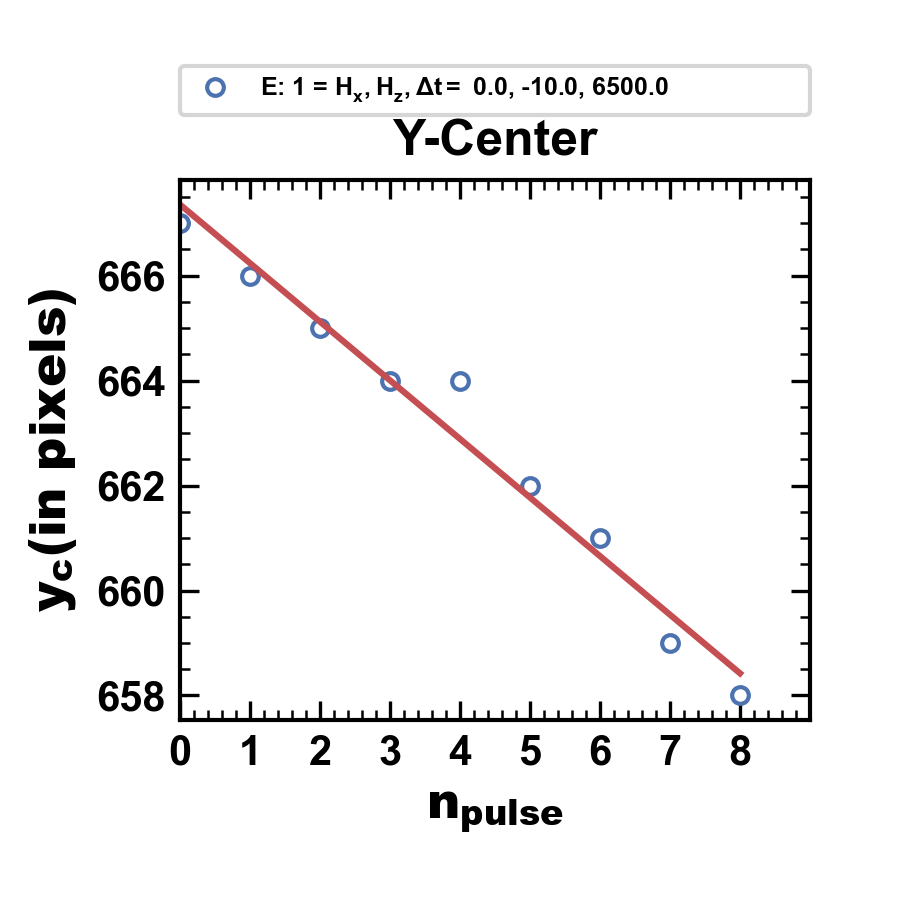 E: 1 = Hx, Hz, Δt = 0.0, -10.0, 6500.0
Y-Center
yc(in pixels)
666
664
662
660
658
0 1 2 3 4 5 6 7 8
npulse